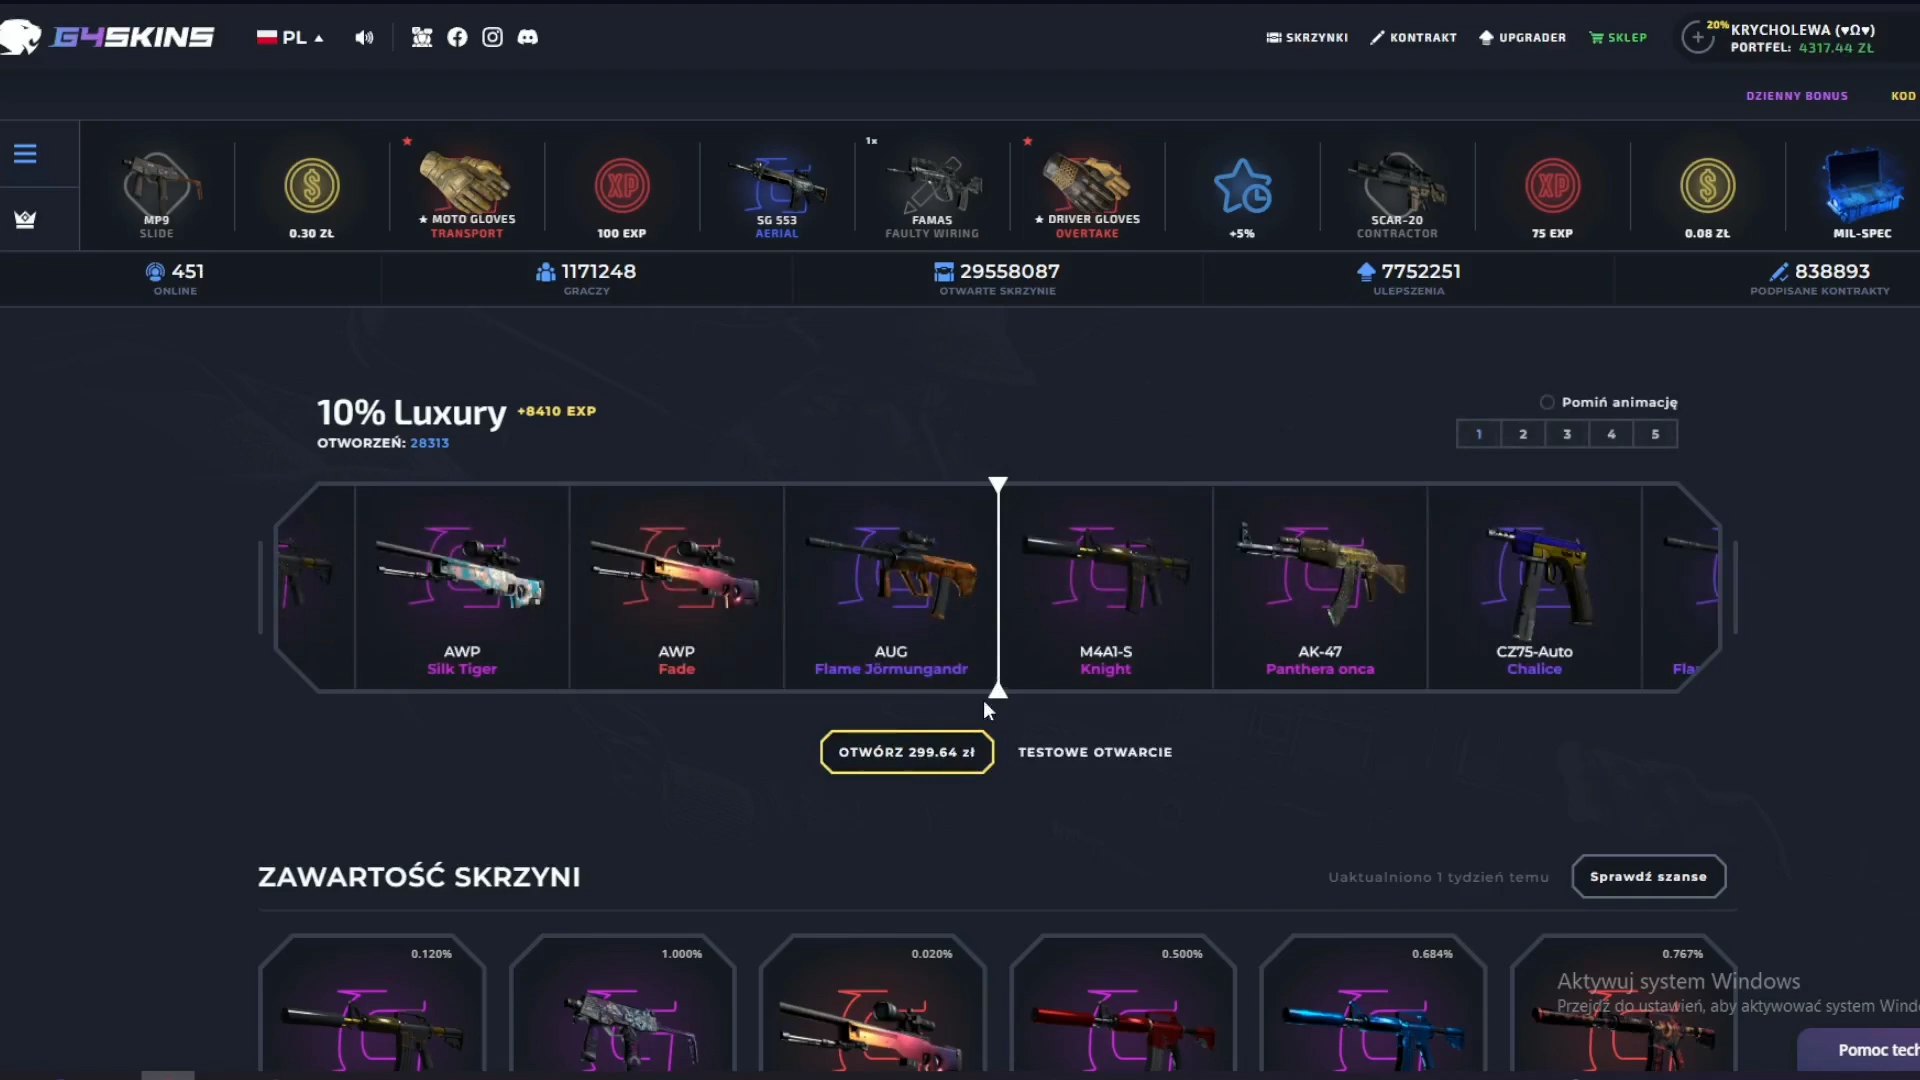 G4SKINS
PL
SKRZYNKI
KONTRAKT
UPGRADER
SKLEP
20%
KRYCHOLEWA (♥Ω♥)
PORTFEL: 4317.44 ZŁ
DZIENNY BONUS
KOD
MP9
SLIDE
0.30 ZŁ
★ MOTO GLOVES
TRANSPORT
XP
100 EXP
SG 553
AERIAL
1x
FAMAS
FAULTY WIRING
★ DRIVER GLOVES
OVERTAKE
+5%
SCAR-20
CONTRACTOR
XP
75 EXP
0.08 ZŁ
MIL-SPEC
451
ONLINE
1171248
GRACZY
29558087
OTWARTE SKRZYNIE
7752251
ULEPSZENIA
838893
PODPISANE KONTRAKTY
10% Luxury +8410 EXP
OTWORZEŃ: 28313
Pomiń animację
1 2 3 4 5
AWP
Silk Tiger
AWP
Fade
AUG
Flame Jörmungandr
M4A1-S
Knight
AK-47
Panthera onca
CZ75-Auto
Chalice
Fla
OTWÓRZ 299.64 zł
TESTOWE OTWARCIE
ZAWARTOŚĆ SKRZYNI
Uaktualniono 1 tydzień temu
Sprawdź szanse
0.120%
1.000%
0.020%
0.500%
0.684%
0.767%
Aktywuj system Windows
Przejdź do ustawień, aby aktywować system Wind
Pomoc tech